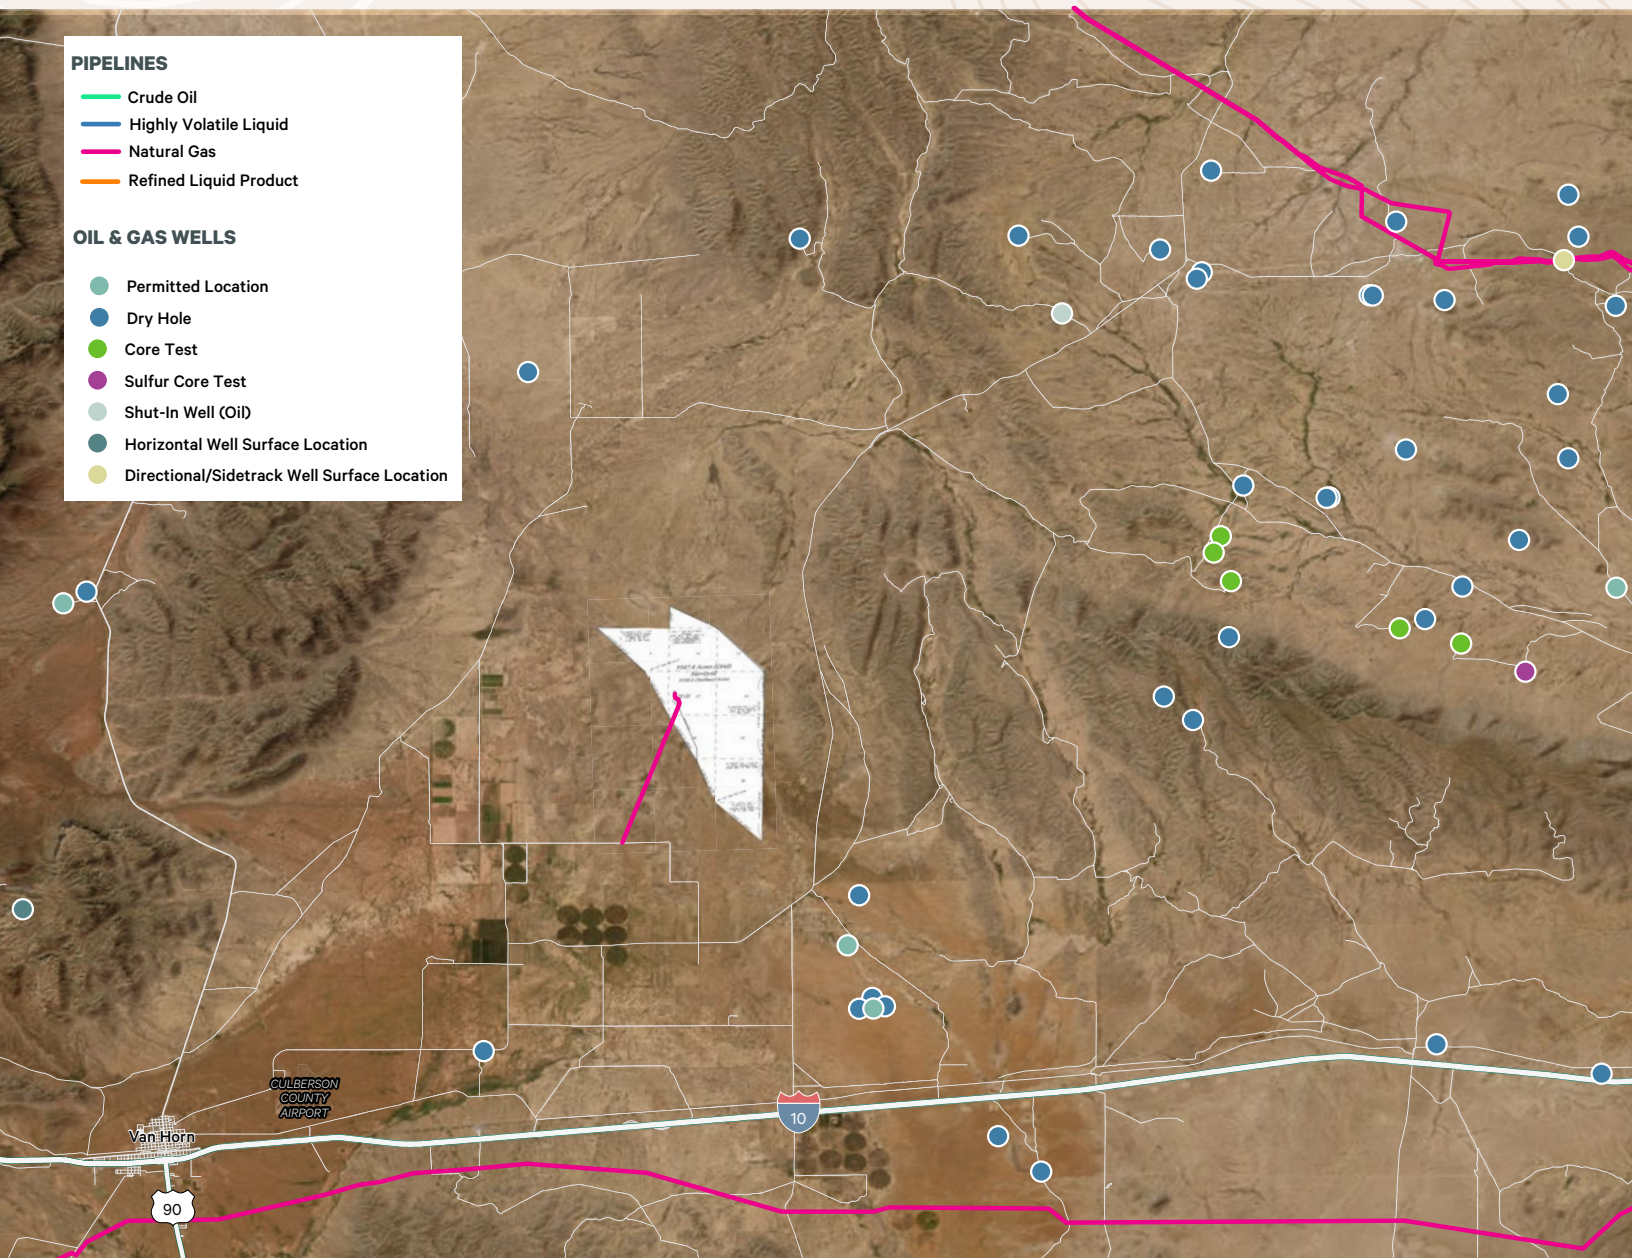 PIPELINES
Crude Oil
Highly Volatile Liquid
Natural Gas
Refined Liquid Product
OIL & GAS WELLS
Permitted Location
Dry Hole
Core Test
Sulfur Core Test
Shut-In Well (Oil)
Horizontal Well Surface Location
Directional/Sidetrack Well Surface Location
CULBERSON
COUNTY
AIRPORT
10
Van Horn
90